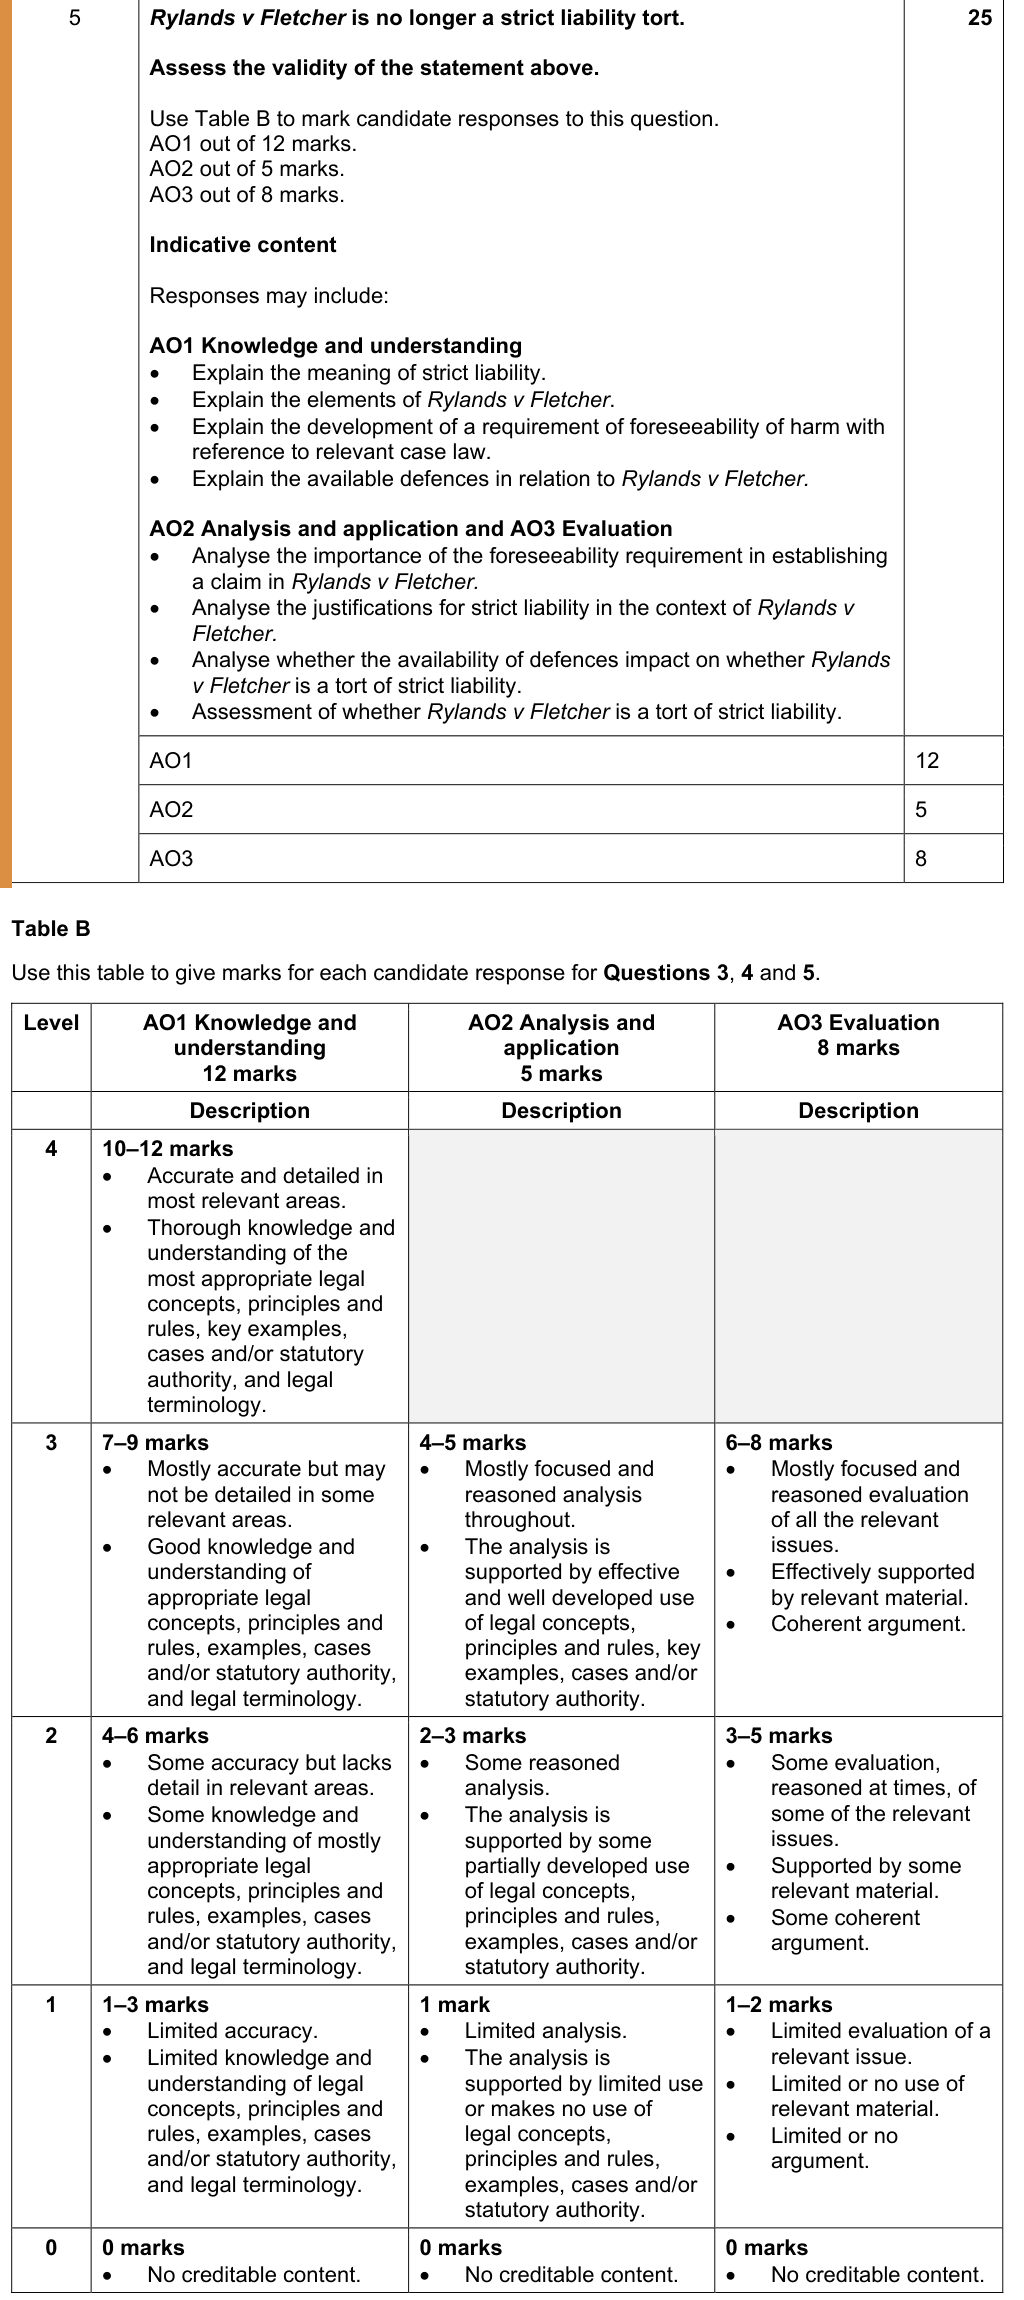 5 Rylands v Fletcher is no longer a strict liability tort. 25
Assess the validity of the statement above.
Use Table B to mark candidate responses to this question.
AO1 out of 12 marks.
AO2 out of 5 marks.
AO3 out of 8 marks.
Indicative content
Responses may include:
AO1 Knowledge and understanding
• Explain the meaning of strict liability.
• Explain the elements of Rylands v Fletcher.
• Explain the development of a requirement of foreseeability of harm with
reference to relevant case law.
• Explain the available defences in relation to Rylands v Fletcher.
AO2 Analysis and application and AO3 Evaluation
• Analyse the importance of the foreseeability requirement in establishing
a claim in Rylands v Fletcher.
• Analyse the justifications for strict liability in the context of Rylands v
Fletcher.
• Analyse whether the availability of defences impact on whether Rylands
v Fletcher is a tort of strict liability.
• Assessment of whether Rylands v Fletcher is a tort of strict liability.
AO1 12
AO2 5
AO3 8
Table B
Use this table to give marks for each candidate response for Questions 3, 4 and 5.
Level
AO1 Knowledge and
understanding
12 marks
AO2 Analysis and
application
5 marks
AO3 Evaluation
8 marks
Description
Description
Description
4
10–12 marks
• Accurate and detailed in
most relevant areas.
• Thorough knowledge and
understanding of the
most appropriate legal
concepts, principles and
rules, key examples,
cases and/or statutory
authority, and legal
terminology.
3
7–9 marks
• Mostly accurate but may
not be detailed in some
relevant areas.
• Good knowledge and
understanding of
appropriate legal
concepts, principles and
rules, examples, cases
and/or statutory authority,
and legal terminology.
4–5 marks
• Mostly focused and
reasoned analysis
throughout.
• The analysis is
supported by effective
and well developed use
of legal concepts,
principles and rules, key
examples, cases and/or
statutory authority.
6–8 marks
• Mostly focused and
reasoned evaluation
of all the relevant
issues.
• Effectively supported
by relevant material.
• Coherent argument.
2
4–6 marks
• Some accuracy but lacks
detail in relevant areas.
• Some knowledge and
understanding of mostly
appropriate legal
concepts, principles and
rules, examples, cases
and/or statutory authority,
and legal terminology.
2–3 marks
• Some reasoned
analysis.
• The analysis is
supported by some
partially developed use
of legal concepts,
principles and rules,
examples, cases and/or
statutory authority.
3–5 marks
• Some evaluation,
reasoned at times, of
some of the relevant
issues.
• Supported by some
relevant material.
• Some coherent
argument.
1
1–3 marks
• Limited accuracy.
• Limited knowledge and
understanding of legal
concepts, principles and
rules, examples, cases
and/or statutory authority,
and legal terminology.
1 mark
• Limited analysis.
• The analysis is
supported by limited use
or makes no use of
legal concepts,
principles and rules,
examples, cases and/or
statutory authority.
1–2 marks
• Limited evaluation of a
relevant issue.
• Limited or no use of
relevant material.
• Limited or no
argument.
0
0 marks
• No creditable content.
0 marks
• No creditable content.
0 marks
• No creditable content.